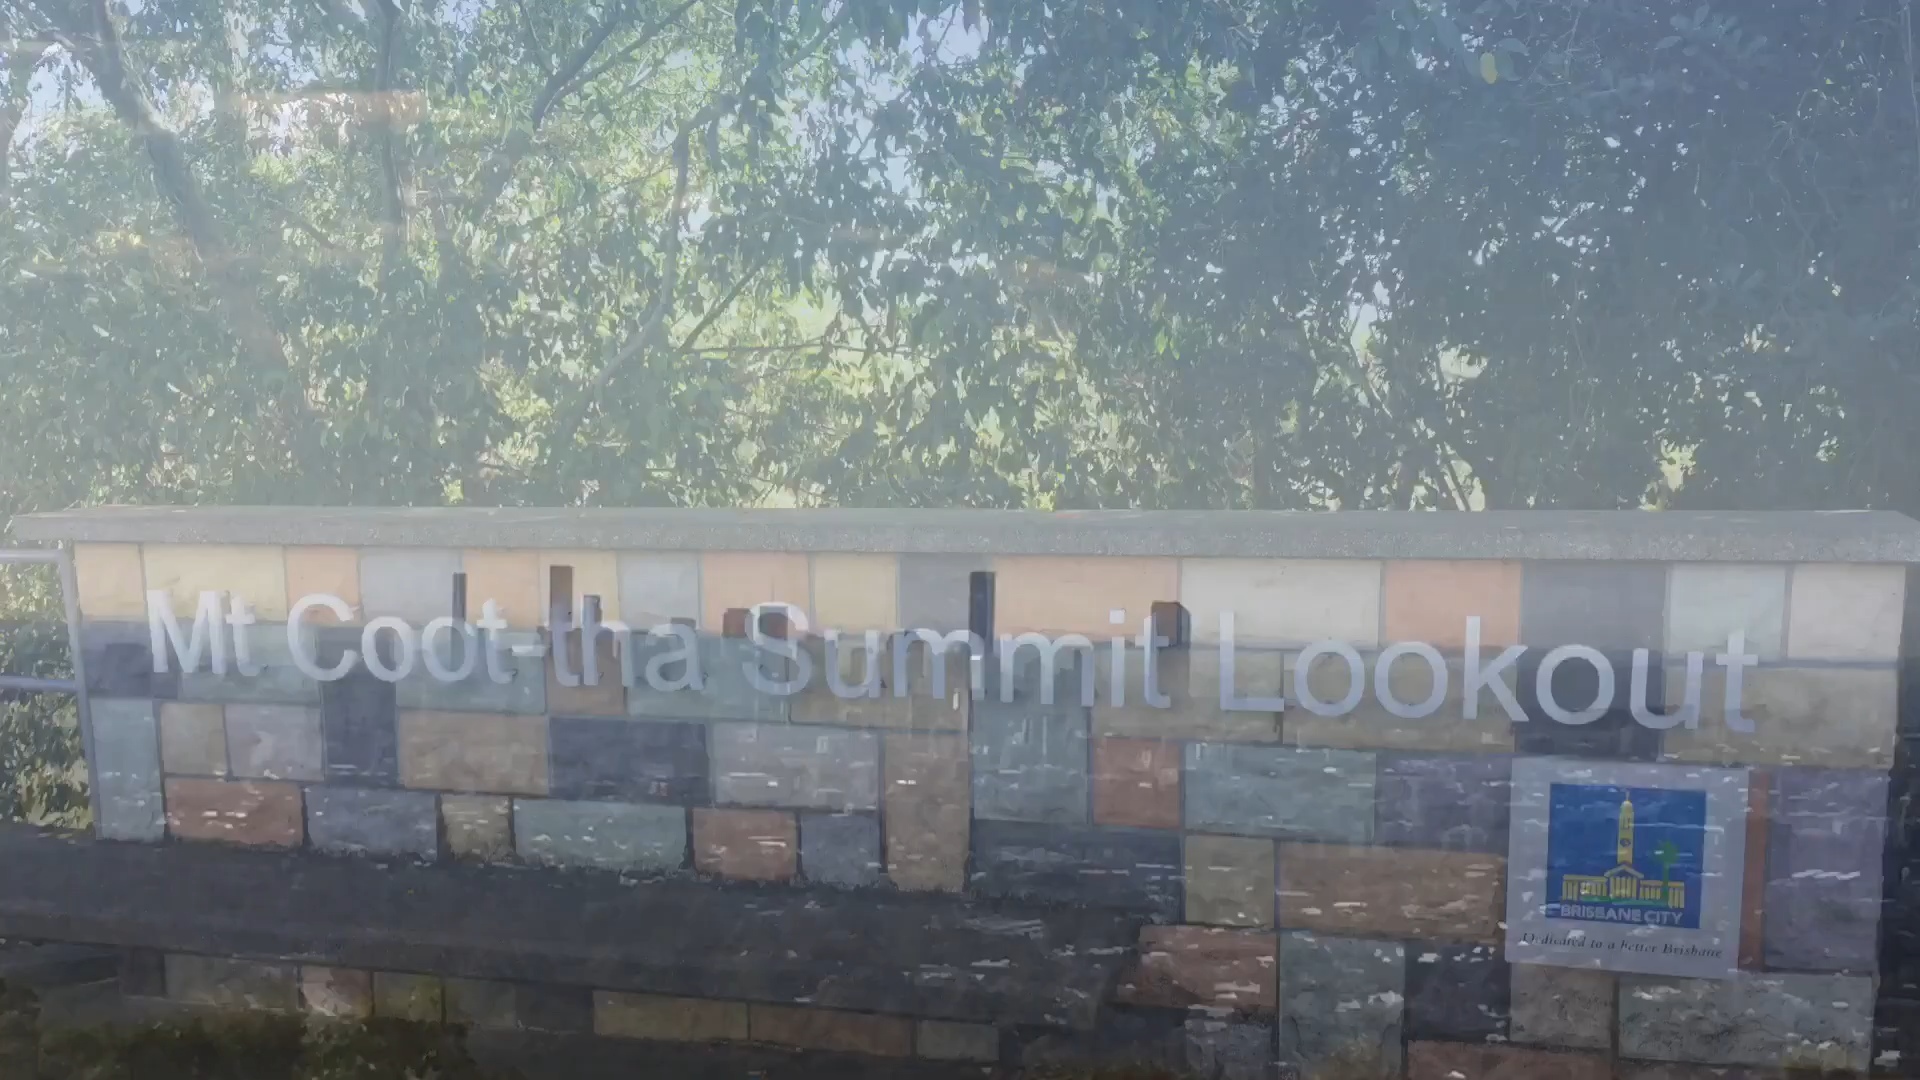 Mt Coot-tha Summit Lookout
BRISBANE CITY
Dedicated to a better Brisbane